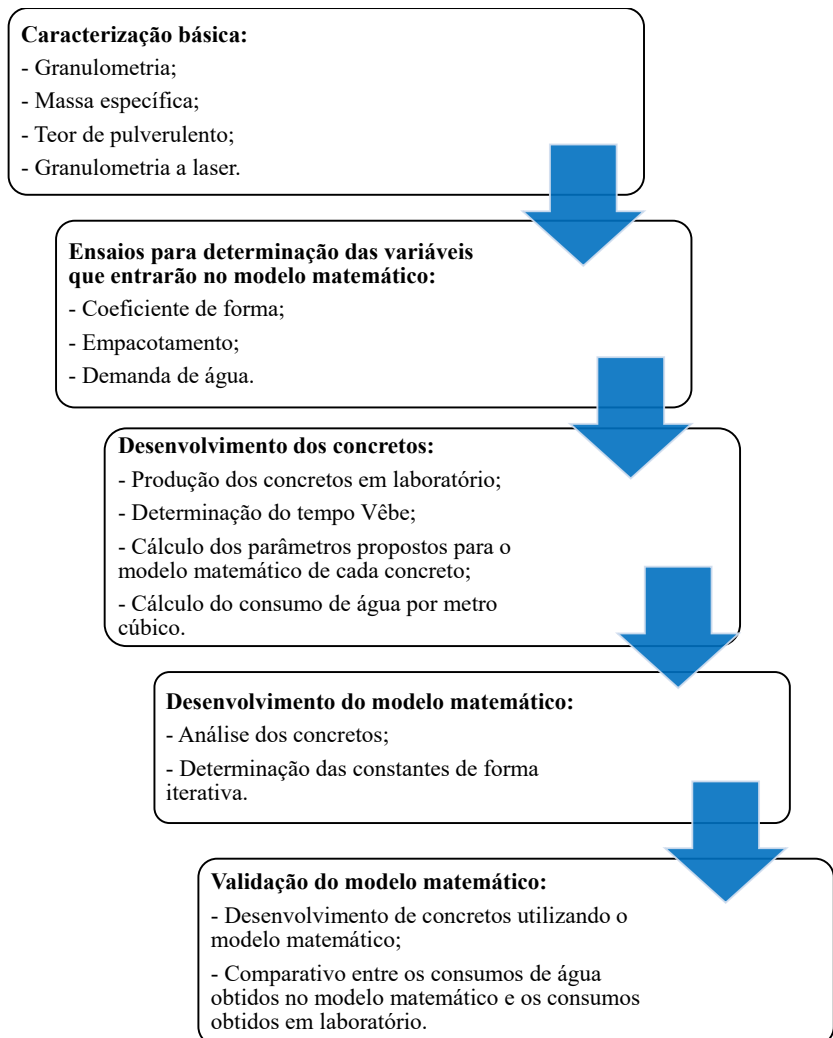 Caracterização básica:
- Granulometria;
- Massa específica;
- Teor de pulverulento;
- Granulometria a laser.
Ensaios para determinação das variáveis
que entrarão no modelo matemático:
- Coeficiente de forma;
- Empacotamento;
- Demanda de água.
Desenvolvimento dos concretos:
- Produção dos concretos em laboratório;
- Determinação do tempo Vêbe;
- Cálculo dos parâmetros propostos para o
modelo matemático de cada concreto;
- Cálculo do consumo de água por metro
cúbico.
Desenvolvimento do modelo matemático:
- Análise dos concretos;
- Determinação das constantes de forma
iterativa.
Validação do modelo matemático:
- Desenvolvimento de concretos utilizando o
modelo matemático;
- Comparativo entre os consumos de água
obtidos no modelo matemático e os consumos
obtidos em laboratório.